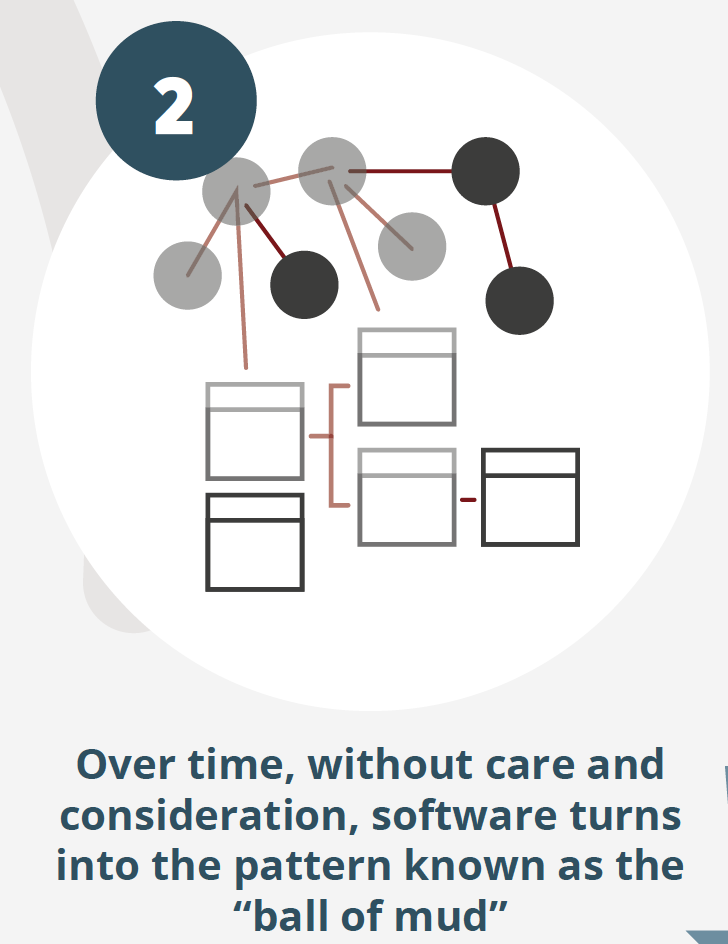 2
Over time, without care and
consideration, software turns
into the pattern known as the
“ball of mud”